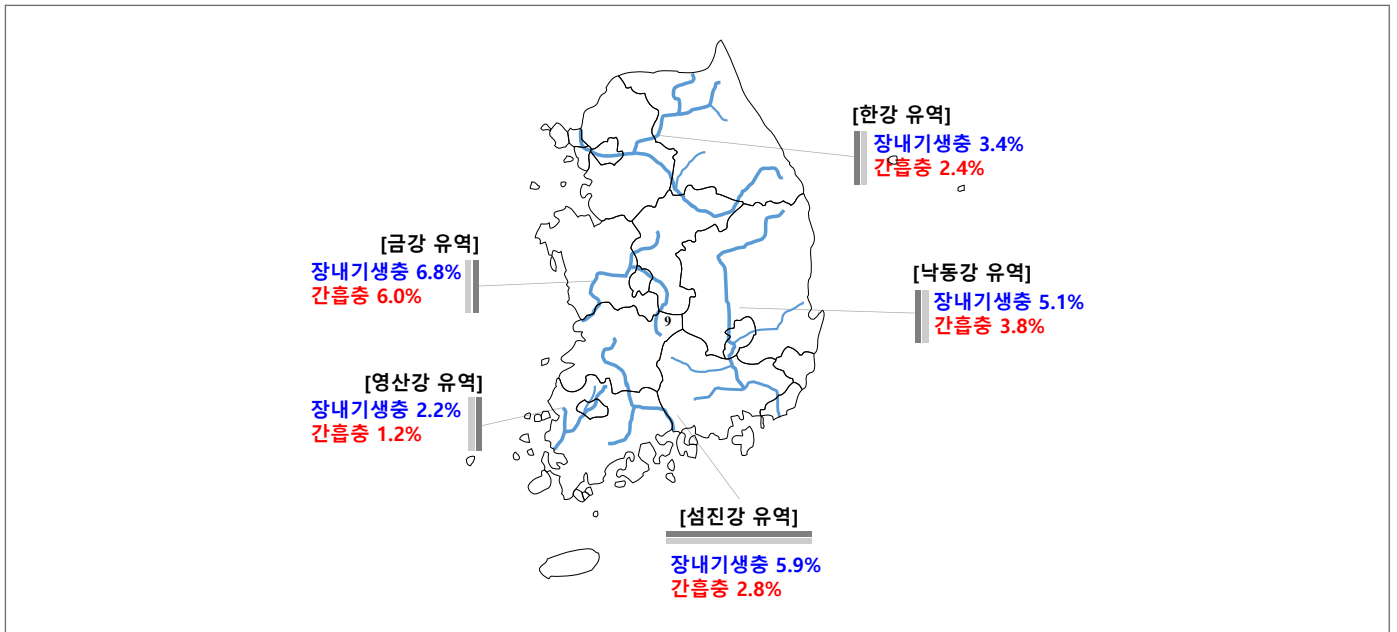 [한강 유역]
장내기생충 3.4%
간흡충 2.4%
[금강 유역]
장내기생충 6.8%
간흡충 6.0%
[낙동강 유역]
장내기생충 5.1%
간흡충 3.8%
9
[영산강 유역]
장내기생충 2.2%
간흡충 1.2%
[섬진강 유역]
장내기생충 5.9%
간흡충 2.8%